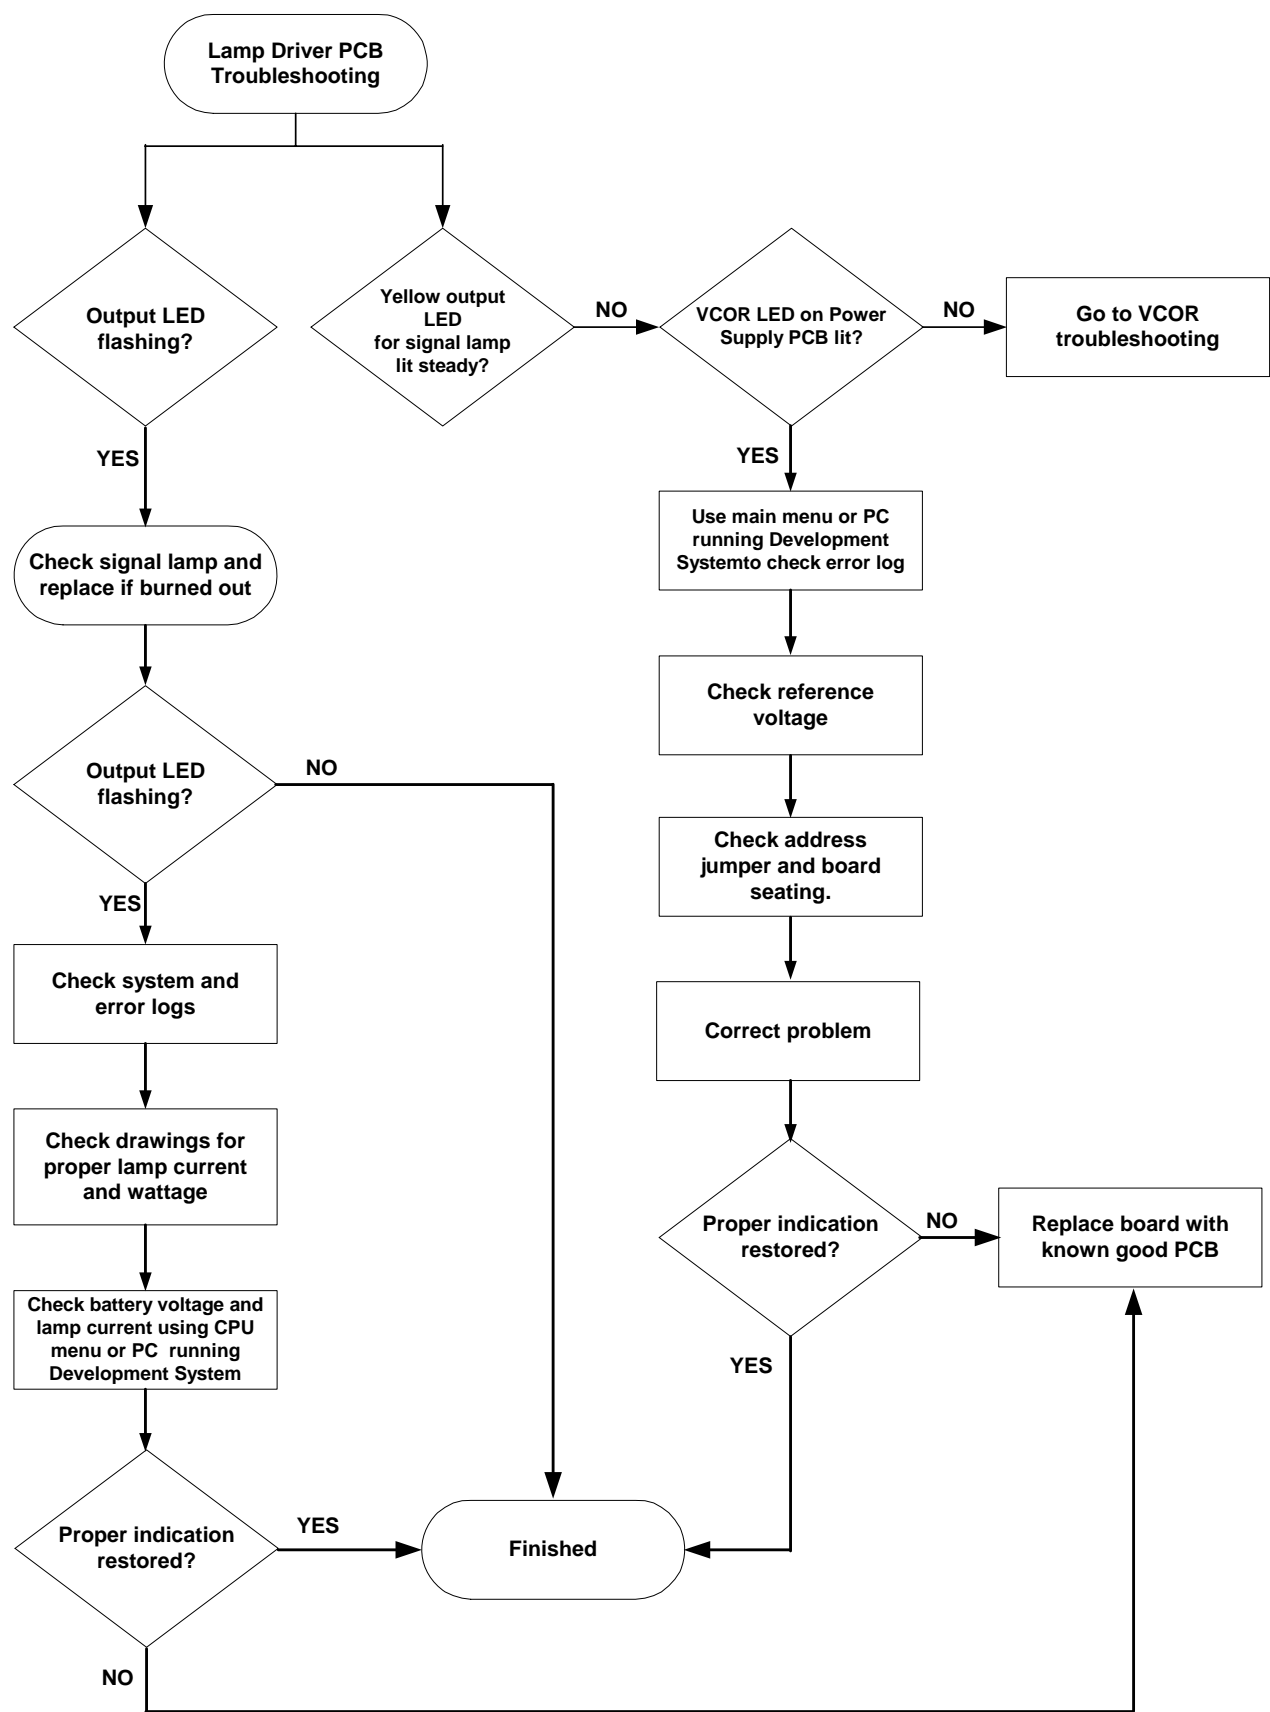 Lamp Driver PCB
Troubleshooting
Output LED
flashing?
Yellow output
LED
for signal lamp
lit steady?
NO
VCOR LED on Power
Supply PCB lit?
NO
Go to VCOR
troubleshooting
YES
YES
Use main menu or PC
running Development
Systemto check error log
Check signal lamp and
replace if burned out
Check reference
voltage
Output LED
flashing?
NO
Check address
jumper and board
seating.
YES
Check system and
error logs
Correct problem
Check drawings for
proper lamp current
and wattage
Proper indication
restored?
NO
Replace board with
known good PCB
Check battery voltage and
lamp current using CPU
menu or PC running
Development System
YES
Proper indication
restored?
YES
Finished
NO